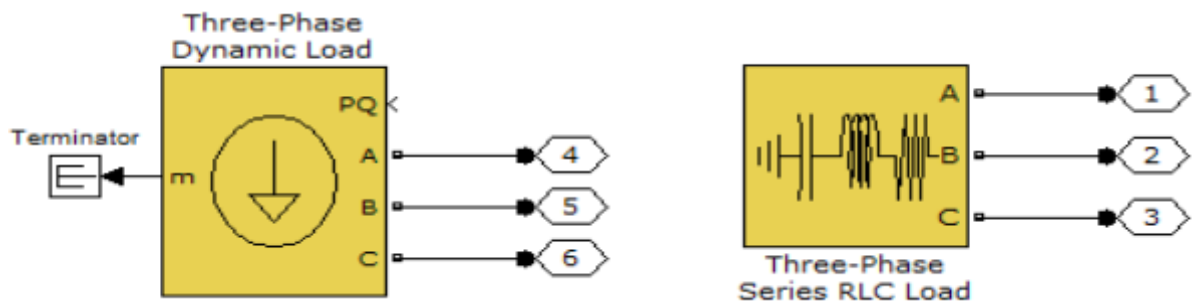 Three-Phase
Dynamic Load
PQ
Terminator
m
A
4
B
5
C
6
A
1
B
2
C
3
Three-Phase
Series RLC Load